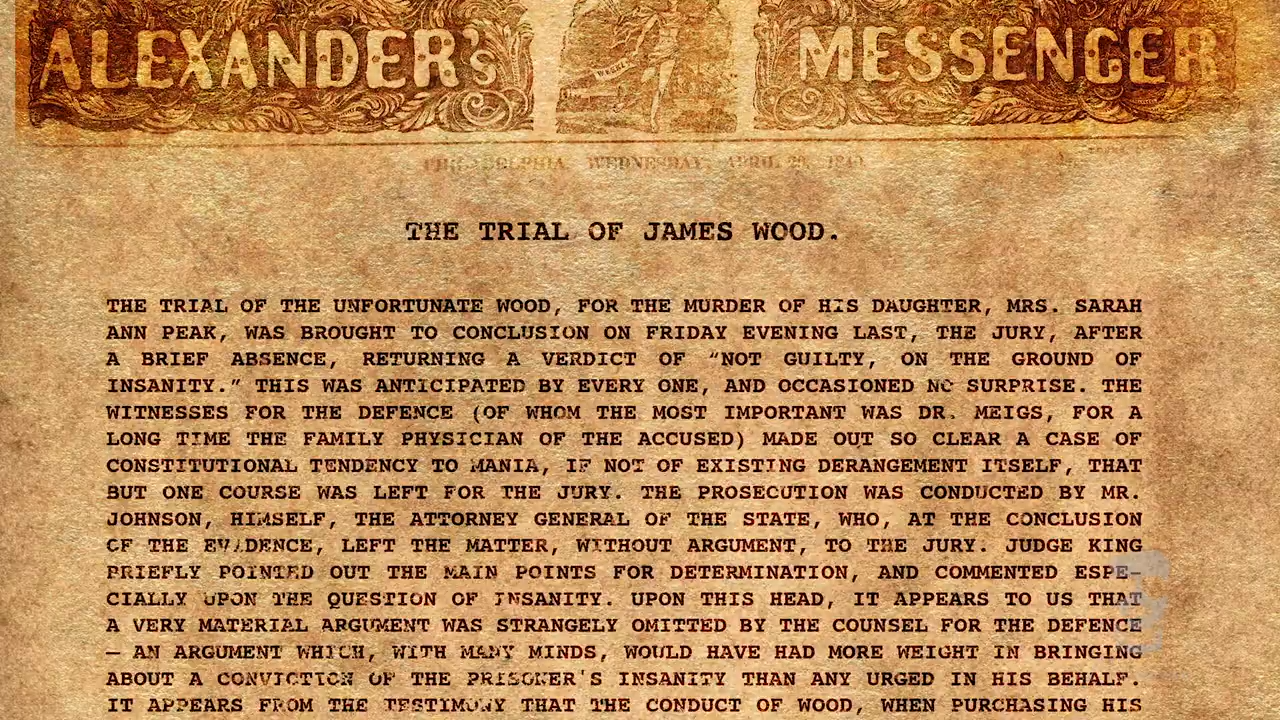 ALEXANDER'S MESSENGER
PHILADELPHIA WEDNESDAY, APRIL 29, 1840
THE TRIAL OF JAMES WOOD.
THE TRIAL OF THE UNFORTUNATE WOOD, FOR THE MURDER OF HIS DAUGHTER, MRS. SARAH
ANN PEAK, WAS BROUGHT TO CONCLUSION ON FRIDAY EVENING LAST, THE JURY, AFTER
A BRIEF ABSENCE, RETURNING A VERDICT OF “NOT GUILTY, ON THE GROUND OF
INSANITY.” THIS WAS ANTICIPATED BY EVERY ONE, AND OCCASIONED NO SURPRISE. THE
WITNESSES FOR THE DEFENCE (OF WHOM THE MOST IMPORTANT WAS DR. MEIGS, FOR A
LONG TIME THE FAMILY PHYSICIAN OF THE ACCUSED) MADE OUT SO CLEAR A CASE OF
CONSTITUTIONAL TENDENCY TO MANIA, IF NOT OF EXISTING DERANGEMENT ITSELF, THAT
BUT ONE COURSE WAS LEFT FOR THE JURY. THE PROSECUTION WAS CONDUCTED BY MR.
JOHNSON, HIMSELF, THE ATTORNEY GENERAL OF THE STATE, WHO, AT THE CONCLUSION
OF THE EVIDENCE, LEFT THE MATTER, WITHOUT ARGUMENT, TO THE JURY. JUDGE KING
BRIEFLY POINTED OUT THE MAIN POINTS FOR DETERMINATION, AND COMMENTED ESPE-
CIALLY UPON THE QUESTION OF INSANITY. UPON THIS HEAD, IT APPEARS TO US THAT
A VERY MATERIAL ARGUMENT WAS STRANGELY OMITTED BY THE COUNSEL FOR THE DEFENCE
— AN ARGUMENT WHICH, WITH MANY MINDS, WOULD HAVE HAD MORE WEIGHT IN BRINGING
ABOUT A CONVICTION OF THE PRISONER'S INSANITY THAN ANY URGED IN HIS BEHALF.
IT APPEARS FROM THE TESTIMONY THAT THE CONDUCT OF WOOD, WHEN PURCHASING HIS